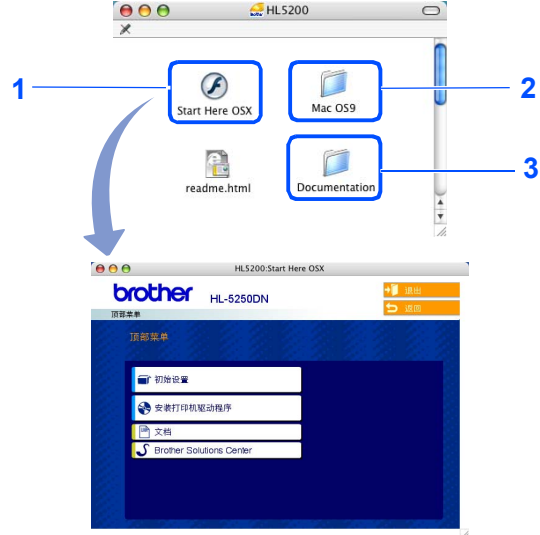 HL5200
1
2
3
Start Here OSX
Mac OS9
readme.html
Documentation
HL5200:Start Here OSX
brother
HL-5250DN
退出
返回
顶部菜单
顶部菜单
初始设置
安装打印机驱动程序
文档
Brother Solutions Center